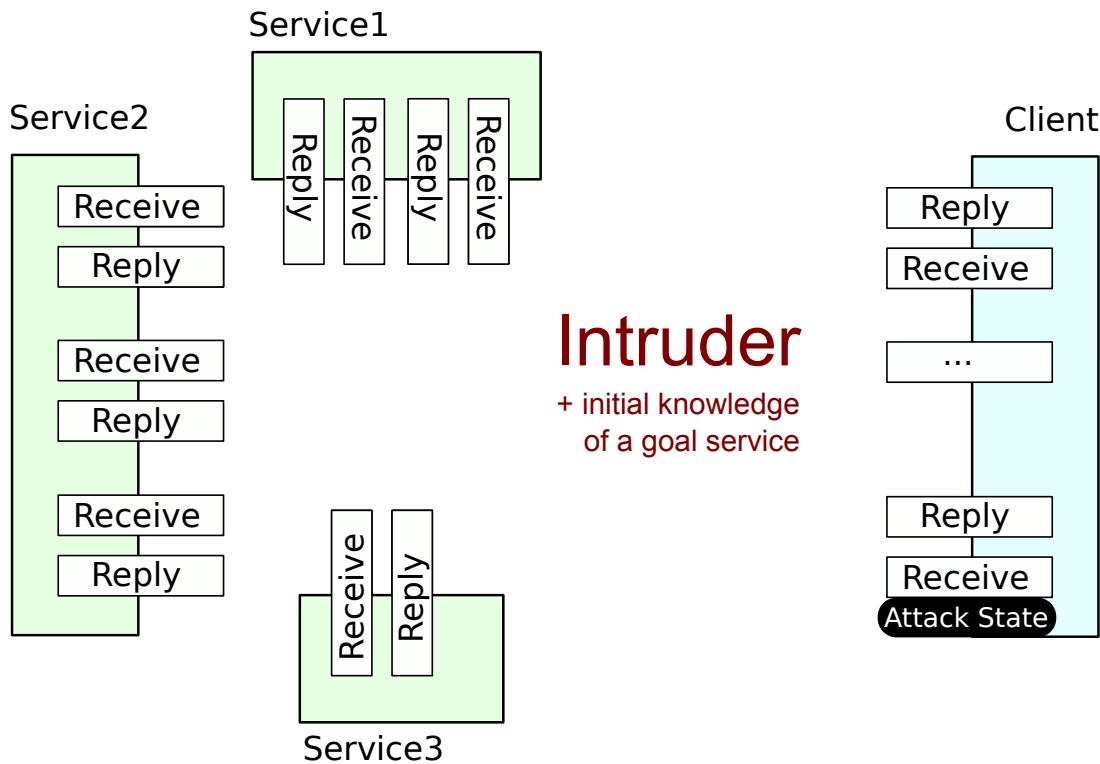 Service1
Reply
Receive
Reply
Receive
Service2
Receive
Reply
Receive
Reply
Receive
Reply
Intruder
+ initial knowledge
of a goal service
Receive
Reply
Service3
Client
Reply
Receive
...
Reply
Receive
Attack State